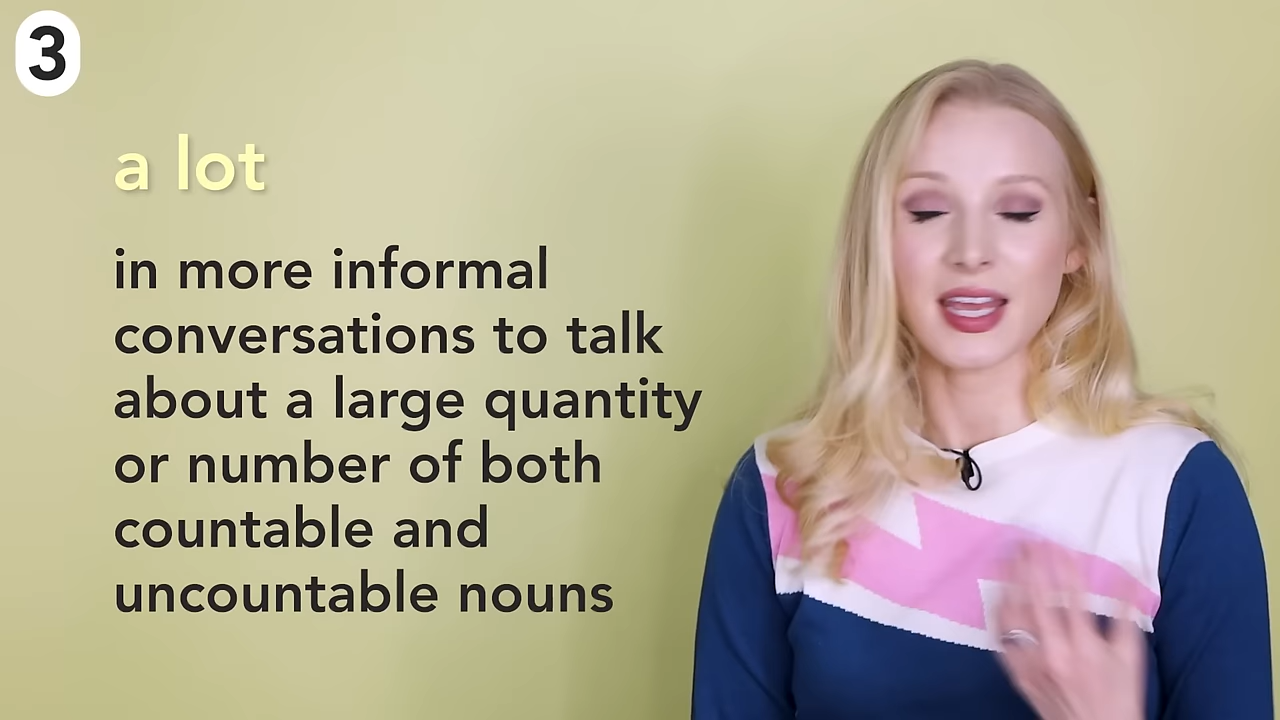 3
a lot
in more informal
conversations to talk
about a large quantity
or number of both
countable and
uncountable nouns